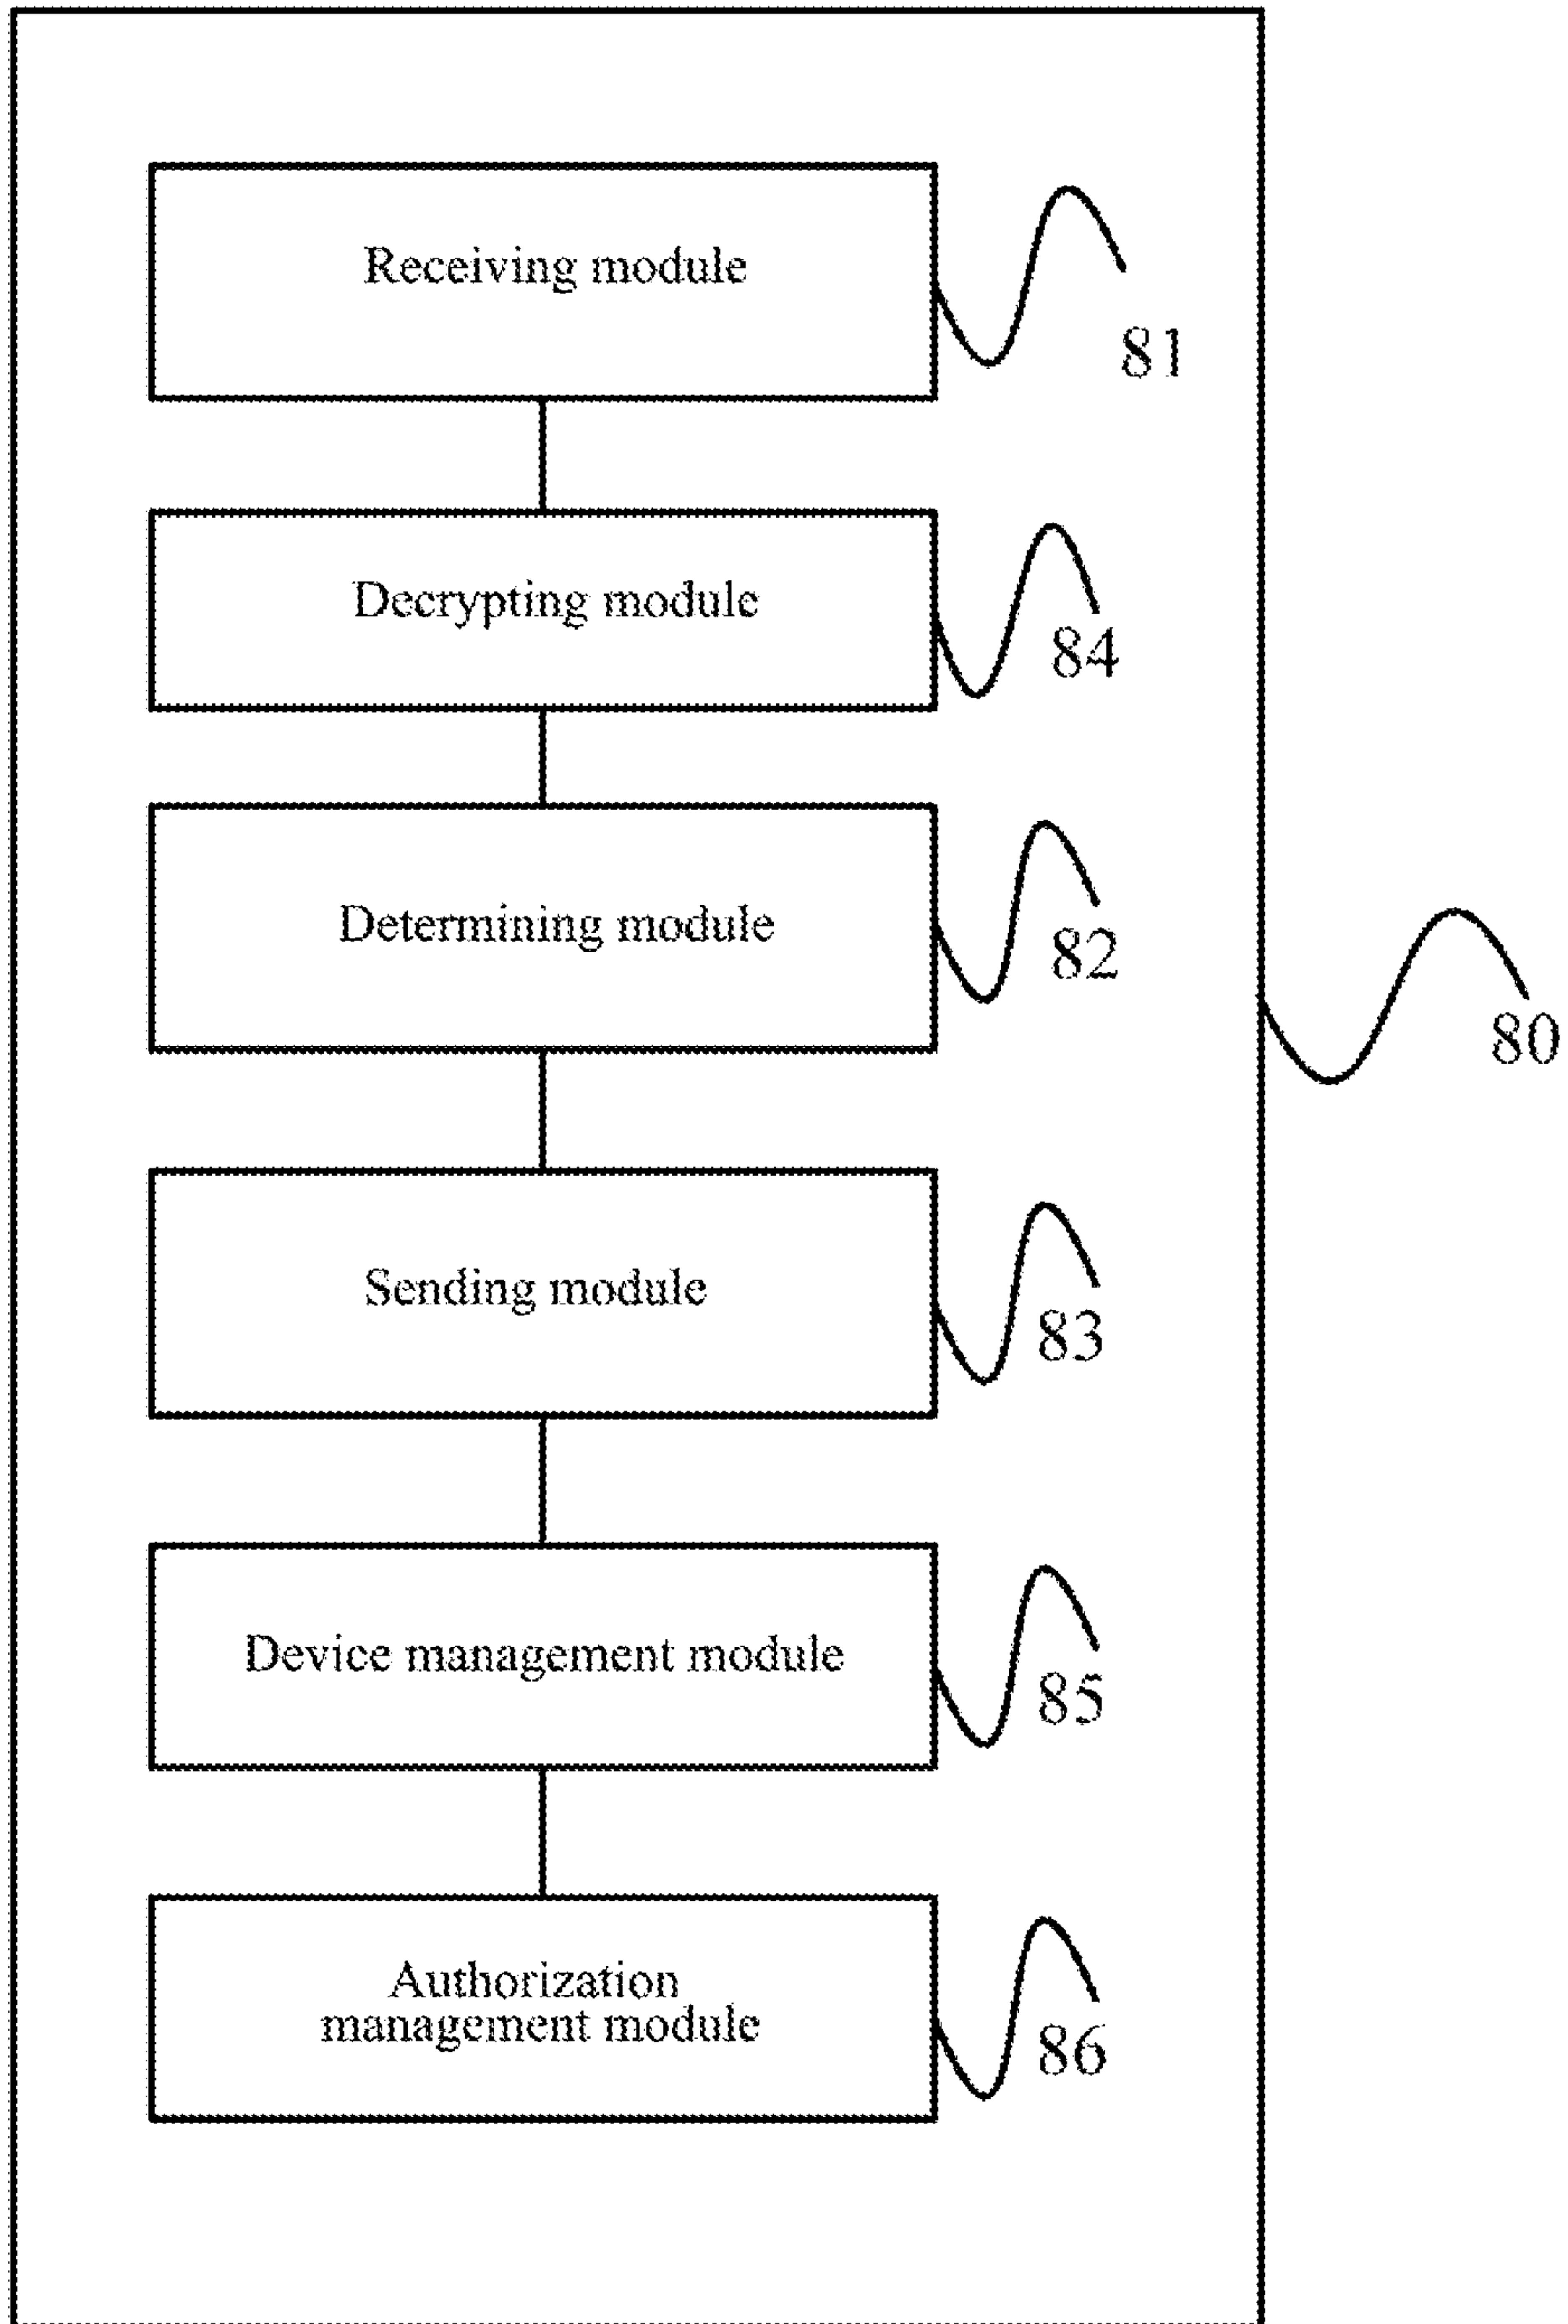 Receiving module
81
Decrypting module
84
Determining module
82
80
Sending module
83
Device management module
85
Authorization
management module
86